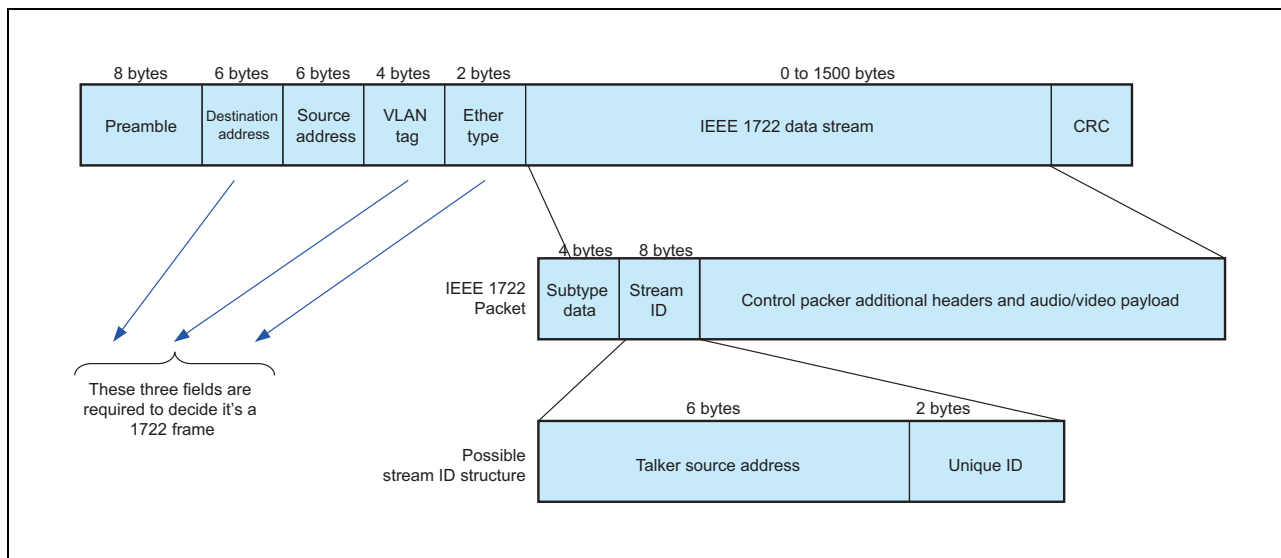 8 bytes
6 bytes
6 bytes
4 bytes
2 bytes
0 to 1500 bytes
Preamble
Destination
address
Source
address
VLAN
tag
Ether
type
IEEE 1722 data stream
CRC
4 bytes
8 bytes
IEEE 1722
Packet
Subtype
data
Stream
ID
Control packer additional headers and audio/video payload
These three fields are
required to decide it's a
1722 frame
6 bytes
2 bytes
Possible
stream ID structure
Talker source address
Unique ID